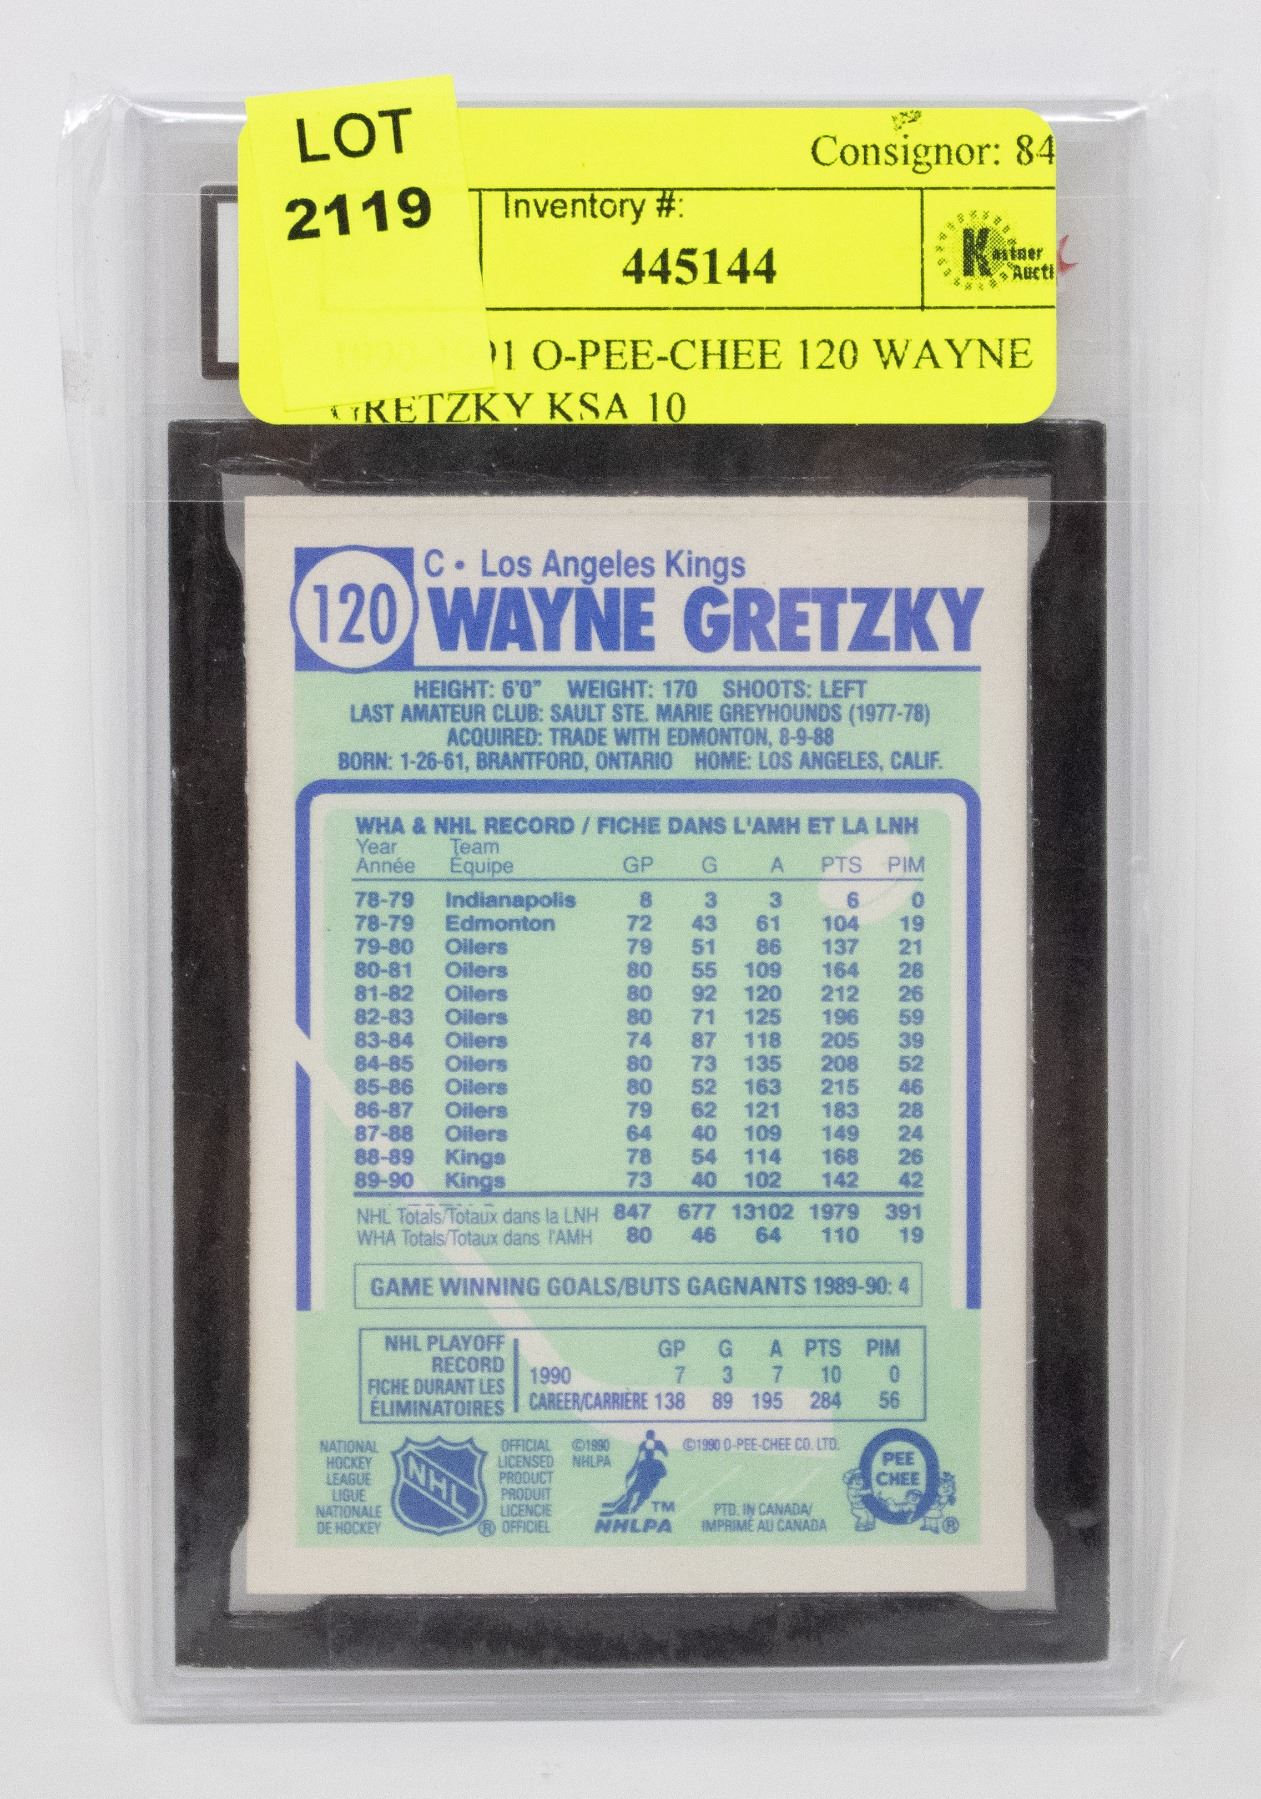 LOT
2119
Consignor: 84
Inventory #:
445144
Kastner
Aucti
1990-1991 O-PEE-CHEE 120 WAYNE
GRETZKY KSA 10
120
C • Los Angeles Kings
WAYNE GRETZKY
HEIGHT: 6'0" WEIGHT: 170 SHOOTS: LEFT
LAST AMATEUR CLUB: SAULT STE. MARIE GREYHOUNDS (1977-78)
ACQUIRED: TRADE WITH EDMONTON, 8-9-88
BORN: 1-26-61, BRANTFORD, ONTARIO HOME: LOS ANGELES, CALIF.
WHA & NHL RECORD / FICHE DANS L'AMH ET LA LNH
Year Team
Année Équipe GP G A PTS PIM
78-79 Indianapolis 8 3 3 6 0
78-79 Edmonton 72 43 61 104 19
79-80 Oilers 79 51 86 137 21
80-81 Oilers 80 55 109 164 28
81-82 Oilers 80 92 120 212 26
82-83 Oilers 80 71 125 196 59
83-84 Oilers 74 87 118 205 39
84-85 Oilers 80 73 135 208 52
85-86 Oilers 80 52 163 215 46
86-87 Oilers 79 62 121 183 28
87-88 Oilers 64 40 109 149 24
88-89 Kings 78 54 114 168 26
89-90 Kings 73 40 102 142 42
NHL Totals/Totaux dans la LNH 847 677 13102 1979 391
WHA Totals/Totaux dans l'AMH 80 46 64 110 19
GAME WINNING GOALS/BUTS GAGNANTS 1989-90: 4
NHL PLAYOFF
RECORD
FICHE DURANT LES
ÉLIMINATOIRES
GP G A PTS PIM
1990 7 3 7 10 0
CAREER/CARRIÈRE 138 89 195 284 56
NATIONAL
HOCKEY
LEAGUE
LIGUE
NATIONALE
DE HOCKEY
NHL
®
OFFICIAL
LICENSED
PRODUCT
PRODUIT
LICENCIE
OFFICIEL
©1990
NHLPA
TM
NHLPA
©1990 O-PEE-CHEE CO. LTD.
PTD. IN CANADA/
IMPRIMÉ AU CANADA
O
PEE
CHEE
®